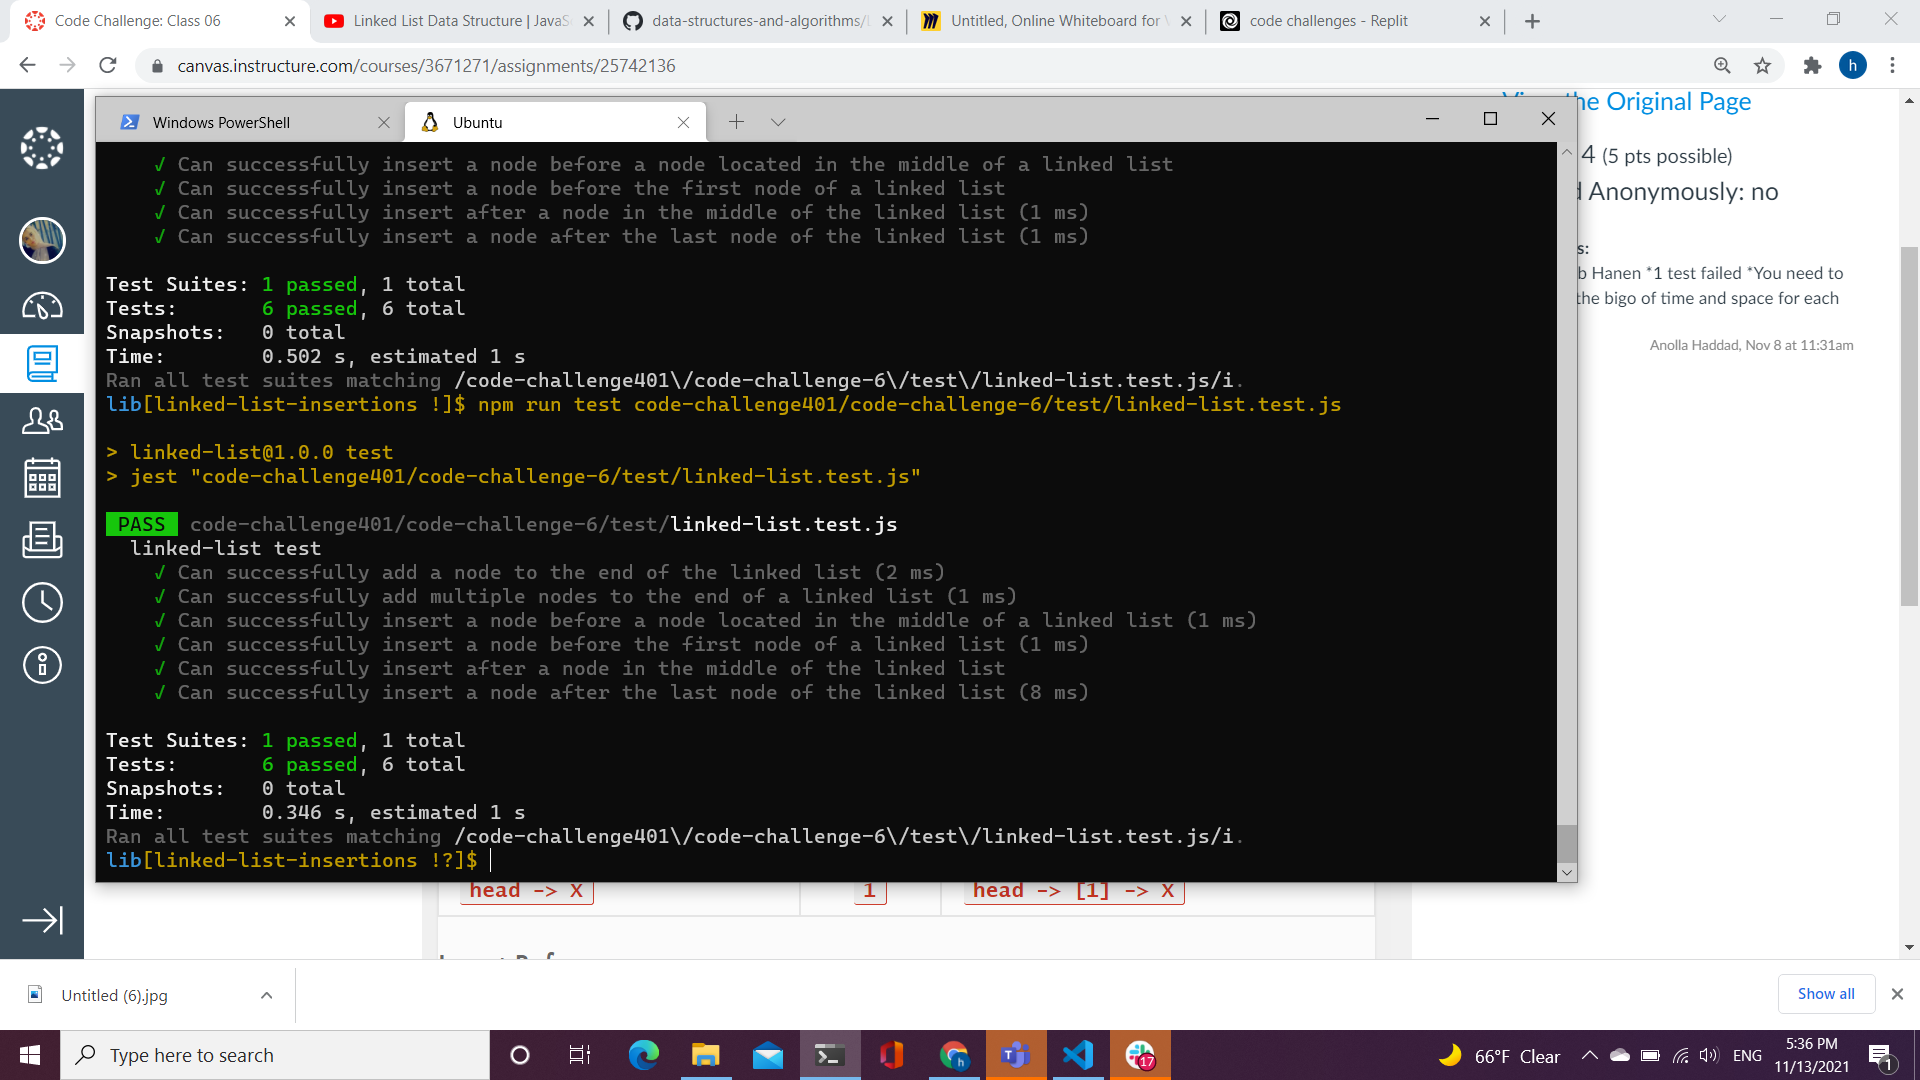 Code Challenge: Class 06
Linked List Data Structure | JavaS
data-structures-and-algorithms/
Untitled, Online Whiteboard for
code challenges - Replit
canvas.instructure.com/courses/3671271/assignments/25742136
h
Windows PowerShell
Ubuntu
the Original Page
4 (5 pts possible)
Anonymously: no
s:
b Hanen *1 test failed *You need to
the bigo of time and space for each
Anolla Haddad, Nov 8 at 11:31am
√ Can successfully insert a node before a node located in the middle of a linked list
√ Can successfully insert a node before the first node of a linked list
√ Can successfully insert after a node in the middle of the linked list (1 ms)
√ Can successfully insert a node after the last node of the linked list (1 ms)
Test Suites: 1 passed, 1 total
Tests: 6 passed, 6 total
Snapshots: 0 total
Time: 0.502 s, estimated 1 s
Ran all test suites matching /code-challenge401\/code-challenge-6\/test\/linked-list.test.js/i.
lib[linked-list-insertions !]$ npm run test code-challenge401/code-challenge-6/test/linked-list.test.js
> linked-list@1.0.0 test
> jest "code-challenge401/code-challenge-6/test/linked-list.test.js"
PASS code-challenge401/code-challenge-6/test/linked-list.test.js
linked-list test
√ Can successfully add a node to the end of the linked list (2 ms)
√ Can successfully add multiple nodes to the end of a linked list (1 ms)
√ Can successfully insert a node before a node located in the middle of a linked list (1 ms)
√ Can successfully insert a node before the first node of a linked list (1 ms)
√ Can successfully insert after a node in the middle of the linked list
√ Can successfully insert a node after the last node of the linked list (8 ms)
Test Suites: 1 passed, 1 total
Tests: 6 passed, 6 total
Snapshots: 0 total
Time: 0.346 s, estimated 1 s
Ran all test suites matching /code-challenge401\/code-challenge-6\/test\/linked-list.test.js/i.
lib[linked-list-insertions !?]$
head -> X
1
head -> [1] -> X
Untitled (6).jpg
Show all
Type here to search
h
17
66°F Clear
ENG
5:36 PM
11/13/2021
1